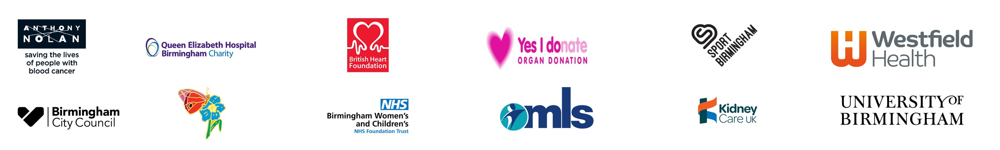 ANTHONY
NOLAN
saving the lives
of people with
blood cancer
Queen Elizabeth Hospital
Birmingham Charity
British Heart
Foundation
Yes I donate
ORGAN DONATION
SPORT
BIRMINGHAM
Westfield
Health
Birmingham
City Council
NHS
Birmingham Women's
and Children's
NHS Foundation Trust
mls
Kidney
Care UK
UNIVERSITY OF
BIRMINGHAM